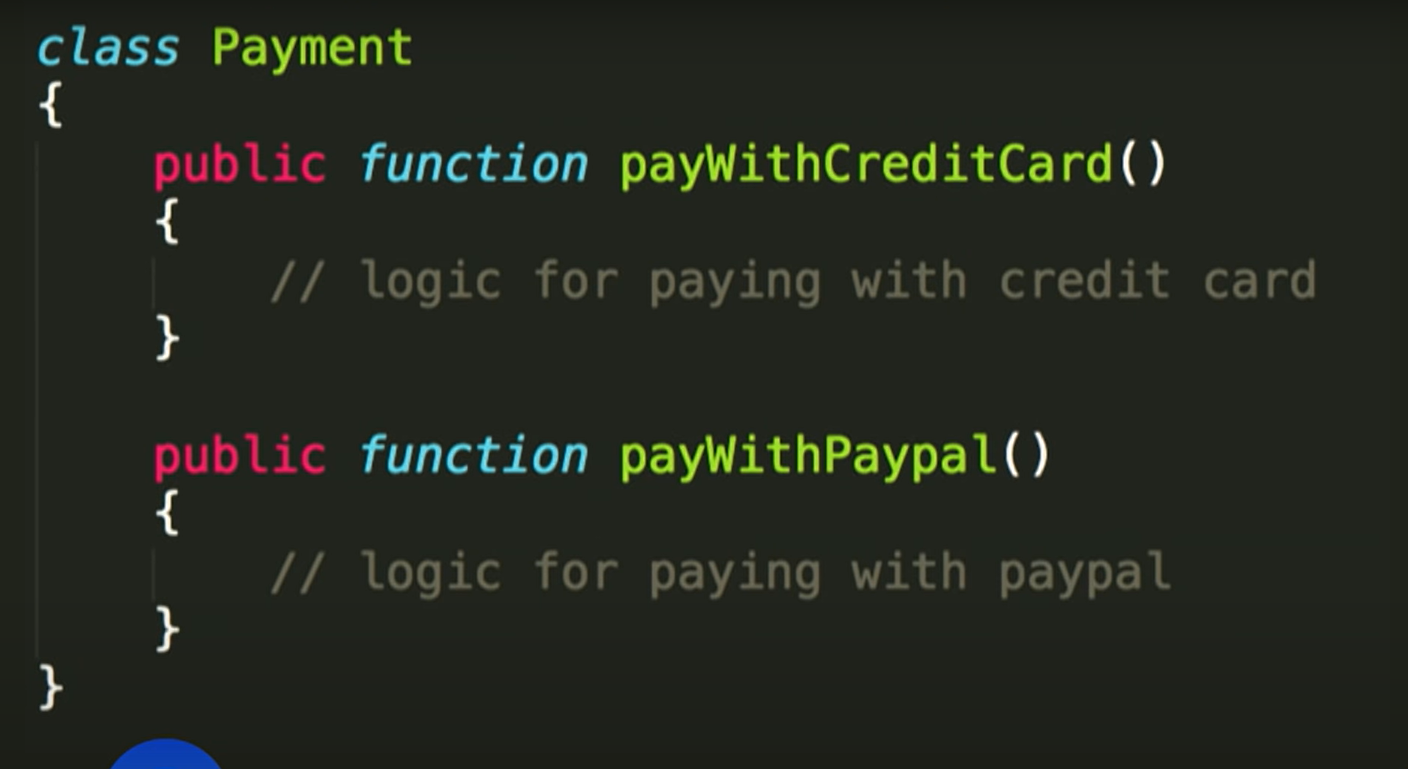 class Payment
{
    public function payWithCreditCard()
    {
        // logic for paying with credit card
    }

    public function payWithPaypal()
    {
        // logic for paying with paypal
    }
}